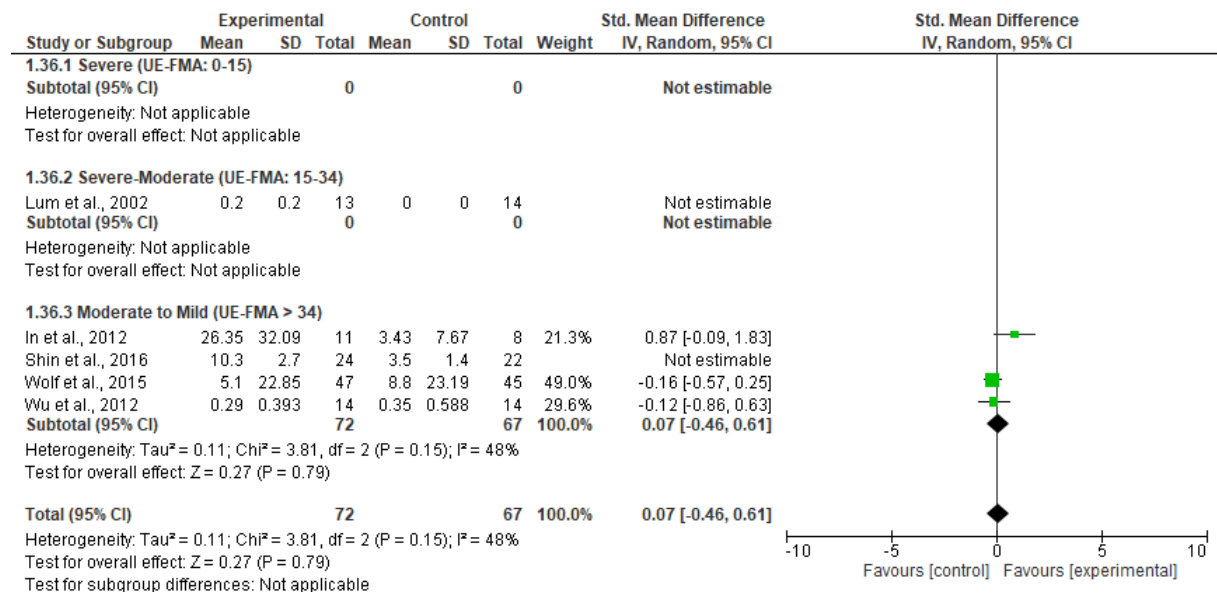 Experimental Control Std. Mean Difference Std. Mean Difference
Study or Subgroup Mean SD Total Mean SD Total Weight IV, Random, 95% CI IV, Random, 95% CI
1.36.1 Severe (UE-FMA: 0-15)
Subtotal (95% CI) 0 0 Not estimable
Heterogeneity: Not applicable
Test for overall effect: Not applicable
1.36.2 Severe-Moderate (UE-FMA: 15-34)
Lum et al., 2002 0.2 0.2 13 0 0 14 Not estimable
Subtotal (95% CI) 0 0 Not estimable
Heterogeneity: Not applicable
Test for overall effect: Not applicable
1.36.3 Moderate to Mild (UE-FMA > 34)
In et al., 2012 26.35 32.09 11 3.43 7.67 8 21.3% 0.87 [-0.09, 1.83]
Shin et al., 2016 10.3 2.7 24 3.5 1.4 22 Not estimable
Wolf et al., 2015 5.1 22.85 47 8.8 23.19 45 49.0% -0.16 [-0.57, 0.25]
Wu et al., 2012 0.29 0.393 14 0.35 0.588 14 29.6% -0.12 [-0.86, 0.63]
Subtotal (95% CI) 72 67 100.0% 0.07 [-0.46, 0.61]
Heterogeneity: Tau² = 0.11; Chi² = 3.81, df = 2 (P = 0.15); I² = 48%
Test for overall effect: Z = 0.27 (P = 0.79)
Total (95% CI) 72 67 100.0% 0.07 [-0.46, 0.61]
Heterogeneity: Tau² = 0.11; Chi² = 3.81, df = 2 (P = 0.15); I² = 48%
Test for overall effect: Z = 0.27 (P = 0.79)
Test for subgroup differences: Not applicable
-10 -5 0 5 10
Favours [control] Favours [experimental]